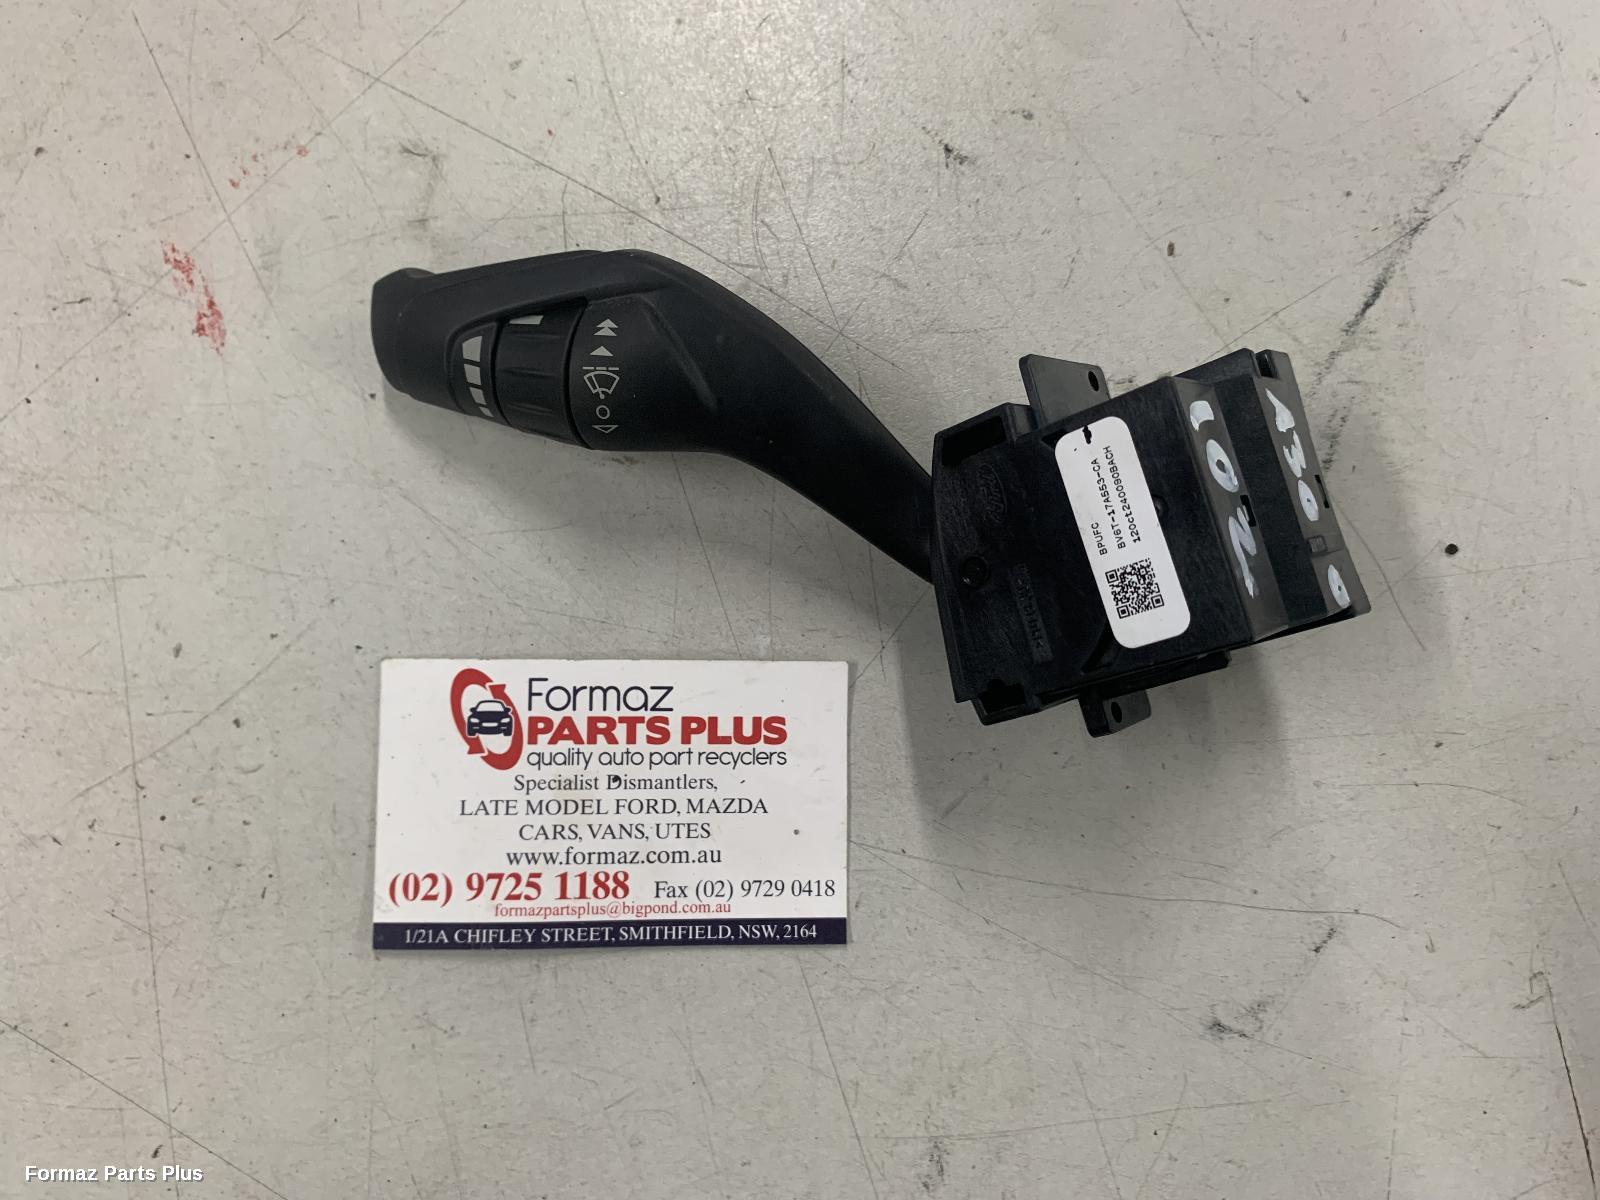 BPUFC
BV6T-17A553-CA
120ct240090BACH
Formaz
PARTS PLUS
quality auto part recyclers
Specialist Dismantlers,
LATE MODEL FORD, MAZDA
CARS, VANS, UTES
www.formaz.com.au
(02) 9725 1188 Fax (02) 9729 0418
formazpartsplus@bigpond.com.au
1/21A CHIFLEY STREET, SMITHFIELD, NSW, 2164
Formaz Parts Plus